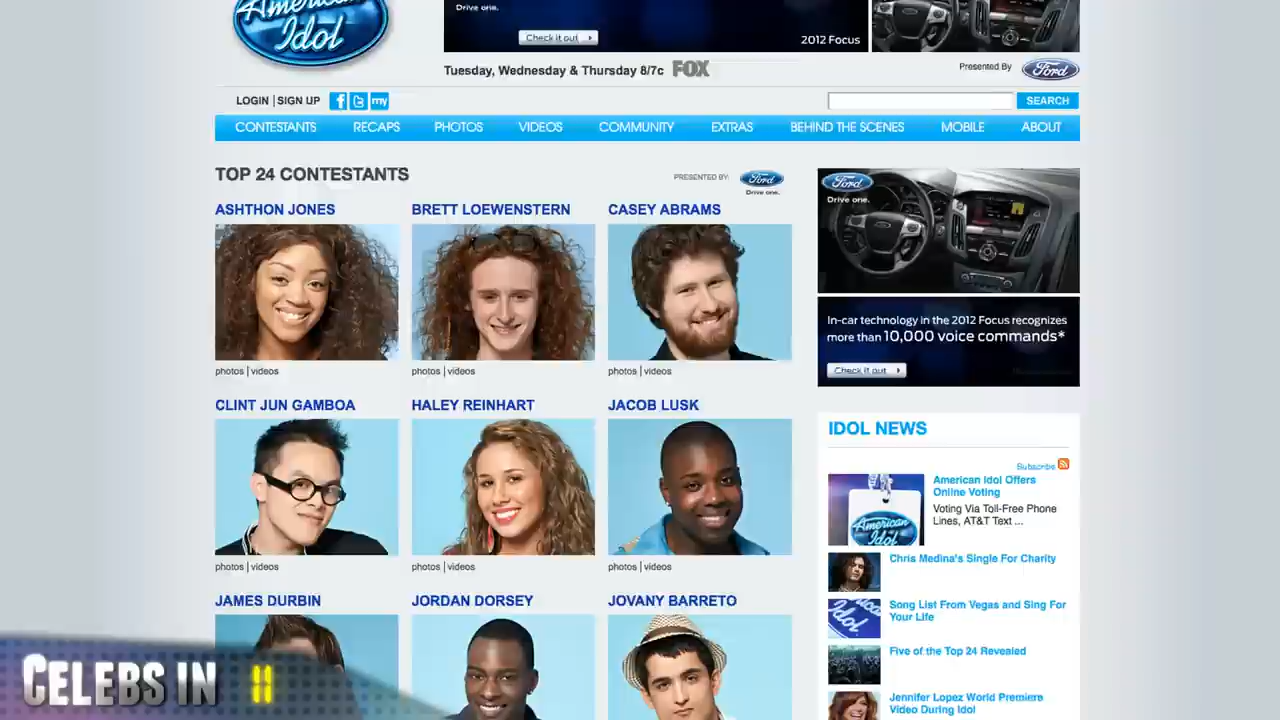 American
Idol
Drive one.
Check it out
2012 Focus
Tuesday, Wednesday & Thursday 8/7c FOX
Presented By
Ford
LOGIN | SIGN UP
f t my
SEARCH
CONTESTANTS RECAPS PHOTOS VIDEOS COMMUNITY EXTRAS BEHIND THE SCENES MOBILE ABOUT
TOP 24 CONTESTANTS
PRESENTED BY:
Ford
Drive one.
ASHTHON JONES
BRETT LOEWENSTERN
CASEY ABRAMS
photos | videos
photos | videos
photos | videos
CLINT JUN GAMBOA
HALEY REINHART
JACOB LUSK
photos | videos
photos | videos
photos | videos
JAMES DURBIN
JORDAN DORSEY
JOVANY BARRETO
Ford
Drive one.
In-car technology in the 2012 Focus recognizes
more than 10,000 voice commands*
Check it out
IDOL NEWS
Subscribe
American Idol Offers
Online Voting
Voting Via Toll-Free Phone
Lines, AT&T Text ...
American
Idol
Chris Medina's Single For Charity
Song List From Vegas and Sing For
Your Life
Five of the Top 24 Revealed
Jennifer Lopez World Premiere
Video During Idol
CELEBS IN